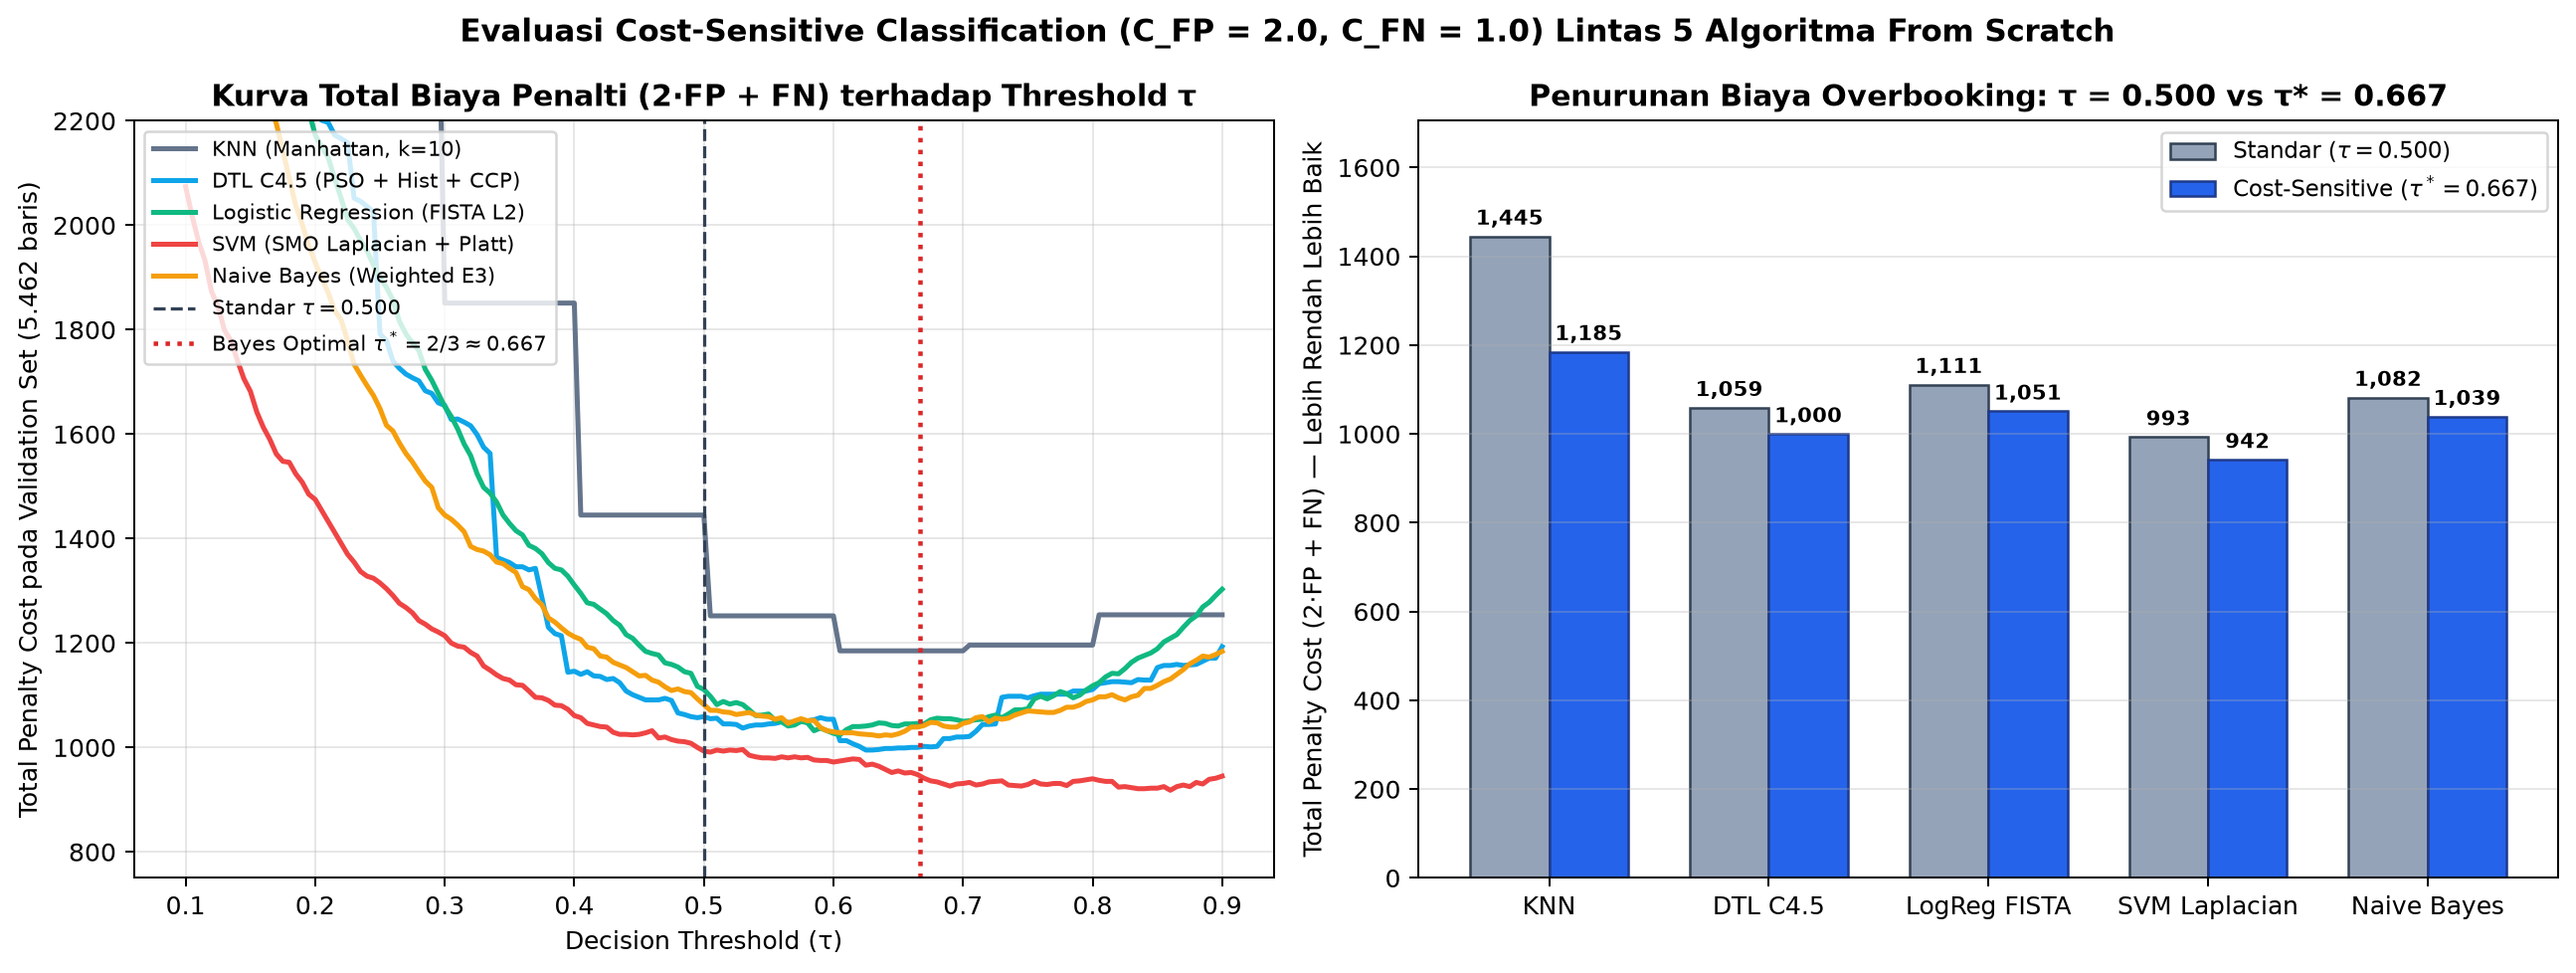 Evaluasi Cost-Sensitive Classification (C_FP = 2.0, C_FN = 1.0) Lintas 5 Algoritma From Scratch
Kurva Total Biaya Penalti (2·FP + FN) terhadap Threshold τ
Total Penalty Cost pada Validation Set (5.462 baris)
2200
2000
1800
1600
1400
1200
1000
800
KNN (Manhattan, k=10)
DTL C4.5 (PSO + Hist + CCP)
Logistic Regression (FISTA L2)
SVM (SMO Laplacian + Platt)
Naive Bayes (Weighted E3)
Standar τ = 0.500
Bayes Optimal τ* = 2/3 ≈ 0.667
0.1 0.2 0.3 0.4 0.5 0.6 0.7 0.8 0.9
Decision Threshold (τ)
Penurunan Biaya Overbooking: τ = 0.500 vs τ* = 0.667
Total Penalty Cost (2·FP + FN) — Lebih Rendah Lebih Baik
1600
1400
1200
1000
800
600
400
200
0
Standar (τ = 0.500)
Cost-Sensitive (τ* = 0.667)
1,445
1,185
1,059
1,000
1,111
1,051
993
942
1,082
1,039
KNN DTL C4.5 LogReg FISTA SVM Laplacian Naive Bayes